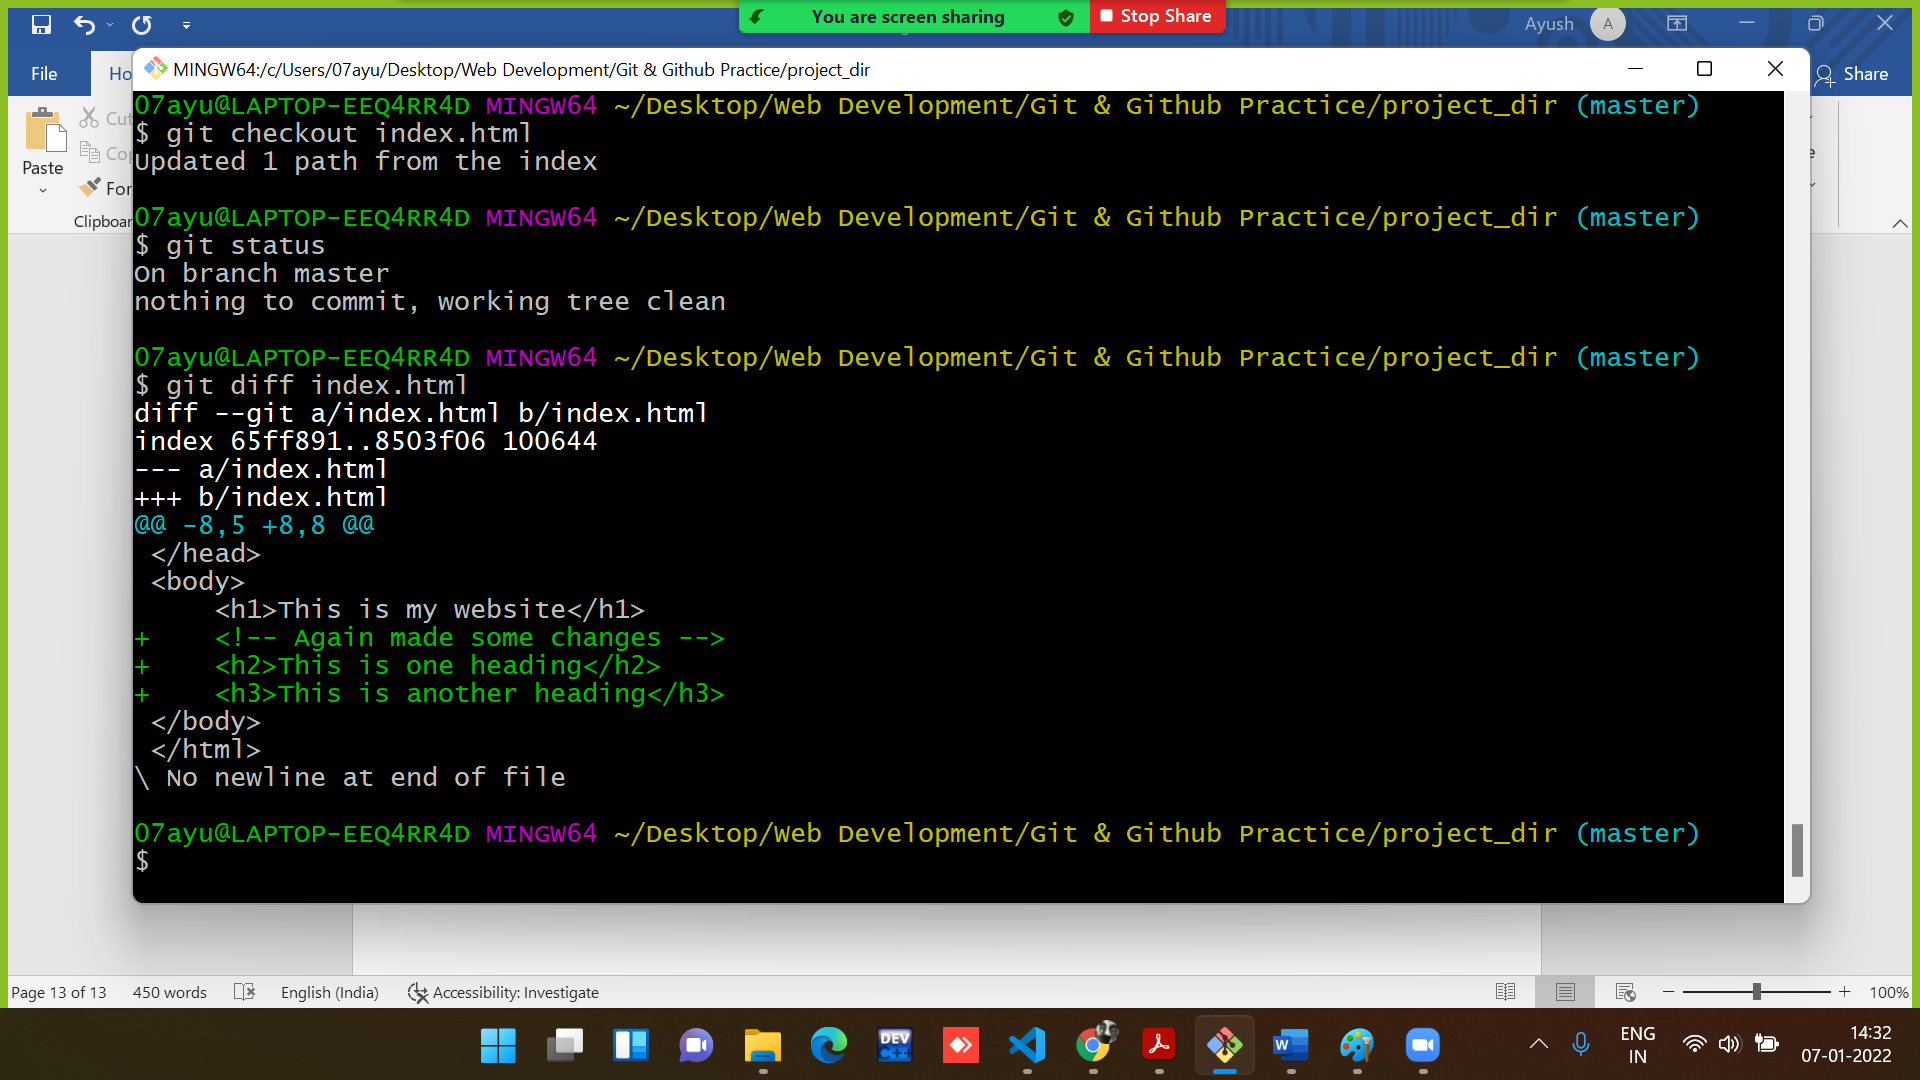 You are screen sharing
Stop Share
Ayush
A
File
Ho
Share
MINGW64:/c/Users/07ayu/Desktop/Web Development/Git & Github Practice/project_dir
Paste
Cut
Cop
For
Clipboar
07ayu@LAPTOP-EEQ4RR4D MINGW64 ~/Desktop/Web Development/Git & Github Practice/project_dir (master)
$ git checkout index.html
Updated 1 path from the index
07ayu@LAPTOP-EEQ4RR4D MINGW64 ~/Desktop/Web Development/Git & Github Practice/project_dir (master)
$ git status
On branch master
nothing to commit, working tree clean
07ayu@LAPTOP-EEQ4RR4D MINGW64 ~/Desktop/Web Development/Git & Github Practice/project_dir (master)
$ git diff index.html
diff --git a/index.html b/index.html
index 65ff891..8503f06 100644
--- a/index.html
+++ b/index.html
@@ -8,5 +8,8 @@
 </head>
 <body>
     <h1>This is my website</h1>
+    <!-- Again made some changes -->
+    <h2>This is one heading</h2>
+    <h3>This is another heading</h3>
 </body>
 </html>
\ No newline at end of file
07ayu@LAPTOP-EEQ4RR4D MINGW64 ~/Desktop/Web Development/Git & Github Practice/project_dir (master)
$
Page 13 of 13
450 words
English (India)
Accessibility: Investigate
100%
DEV
C++
W
ENG
IN
14:32
07-01-2022